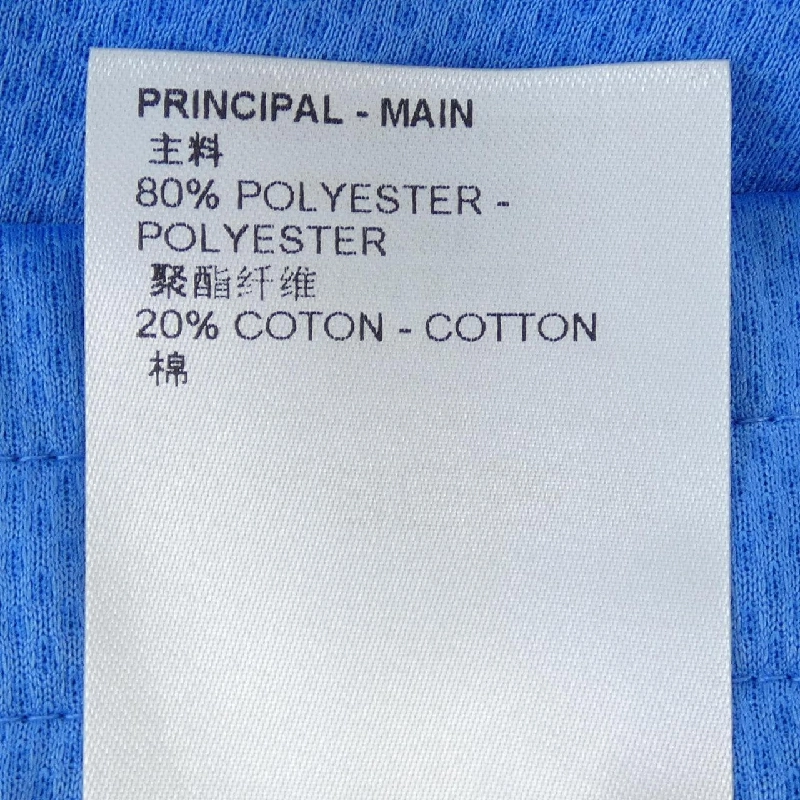 PRINCIPAL - MAIN
主料
80% POLYESTER -
POLYESTER
聚酯纤维
20% COTON - COTTON
棉